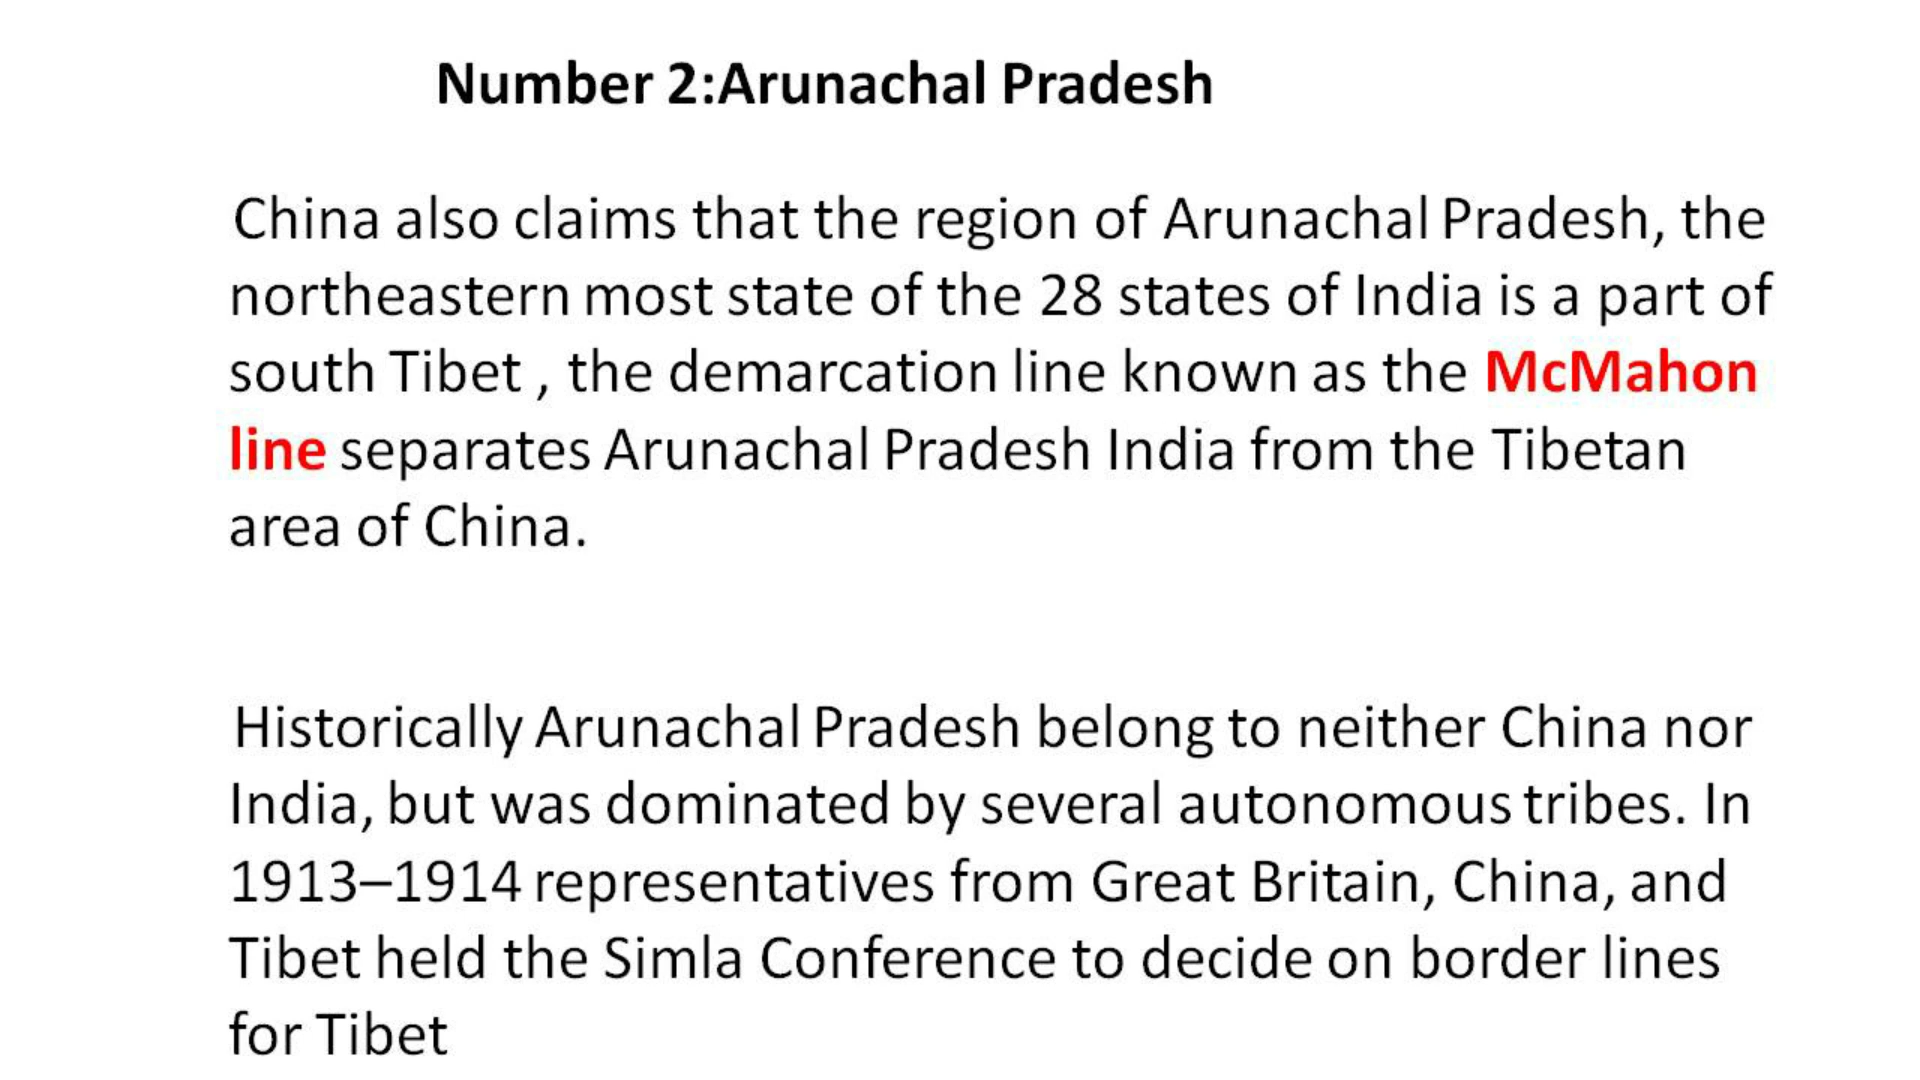 Number 2:Arunachal Pradesh
China also claims that the region of Arunachal Pradesh, the
northeastern most state of the 28 states of India is a part of
south Tibet , the demarcation line known as the McMahon
line separates Arunachal Pradesh India from the Tibetan
area of China.
Historically Arunachal Pradesh belong to neither China nor
India, but was dominated by several autonomous tribes. In
1913–1914 representatives from Great Britain, China, and
Tibet held the Simla Conference to decide on border lines
for Tibet